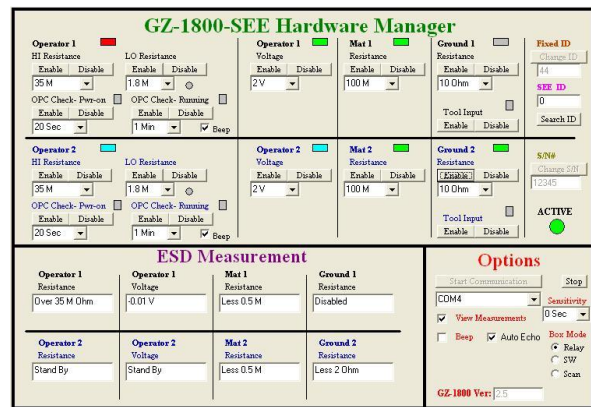 GZ-1800-SEE Hardware Manager
Operator 1
HI Resistance
Enable Disable
35 M
LO Resistance
Enable Disable
1.8 M
OPC Check- Pwr-on
Enable Disable
20 Sec
OPC Check- Running
Enable Disable
1 Min
Beep
Operator 1
Voltage
Enable Disable
2 V
Mat 1
Resistance
Enable Disable
100 M
Ground 1
Resistance
Enable Disable
10 Ohm
Tool Input
Enable Disable
Fixed ID
Change ID
44
SEE ID
0
Search ID
Operator 2
HI Resistance
Enable Disable
35 M
LO Resistance
Enable Disable
1.8 M
OPC Check- Pwr-on
Enable Disable
20 Sec
OPC Check- Running
Enable Disable
1 Min
Beep
Operator 2
Voltage
Enable Disable
2 V
Mat 2
Resistance
Enable Disable
100 M
Ground 2
Resistance
Enable Disable
10 Ohm
Tool Input
Enable Disable
S/N#
Change S/N
12345
ACTIVE
ESD Measurement
Operator 1
Resistance
Over 35 M Ohm
Operator 1
Voltage
-0.01 V
Mat 1
Resistance
Less 0.5 M
Ground 1
Resistance
Disabled
Operator 2
Resistance
Stand By
Operator 2
Voltage
Stand By
Mat 2
Resistance
Less 0.5 M
Ground 2
Resistance
Less 2 Ohm
Options
Start Communication Stop
COM4
Sensitivity
0 Sec
View Measurements
Beep Auto Echo
Box Mode
Relay
SW
Scan
GZ-1800 Ver: 2.5